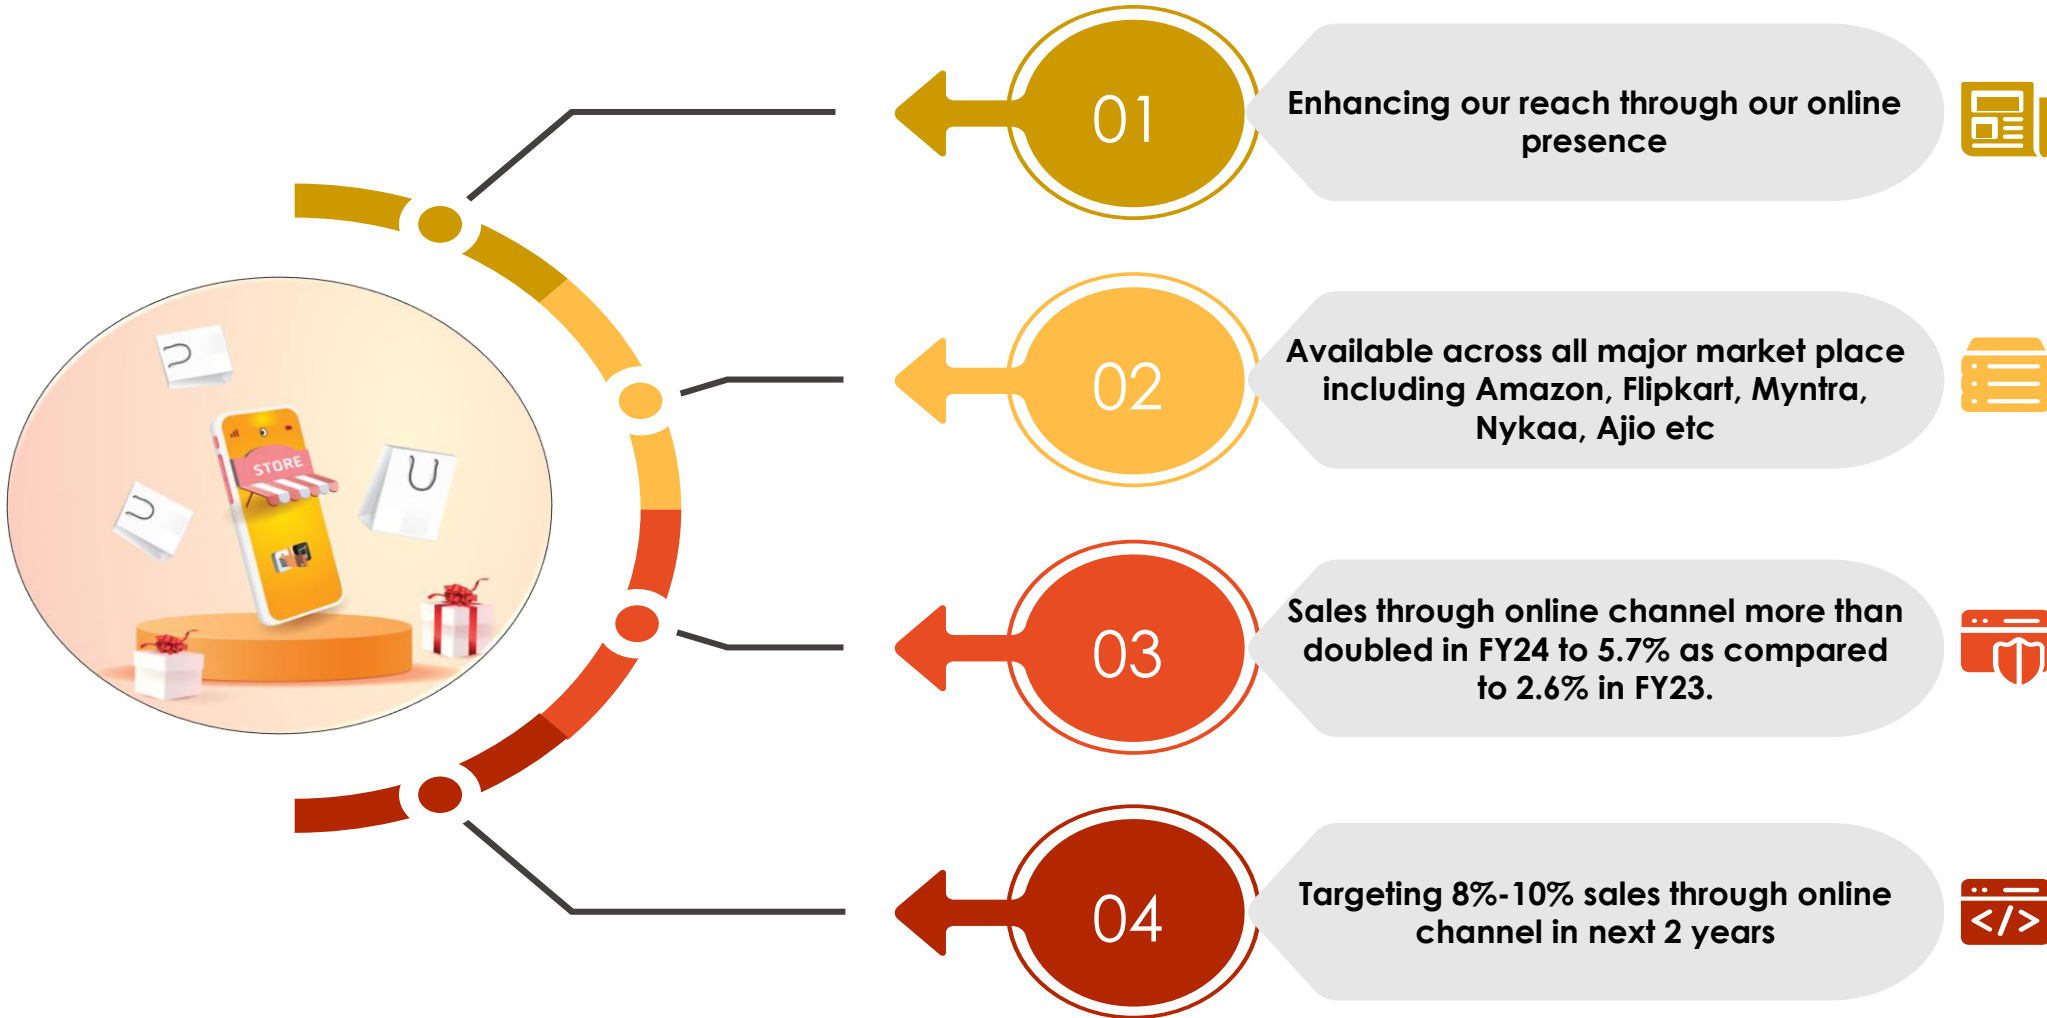 01
Enhancing our reach through our online
presence
02
Available across all major market place
including Amazon, Flipkart, Myntra,
Nykaa, Ajio etc
STORE
03
Sales through online channel more than
doubled in FY24 to 5.7% as compared
to 2.6% in FY23.
04
Targeting 8%-10% sales through online
channel in next 2 years
</>